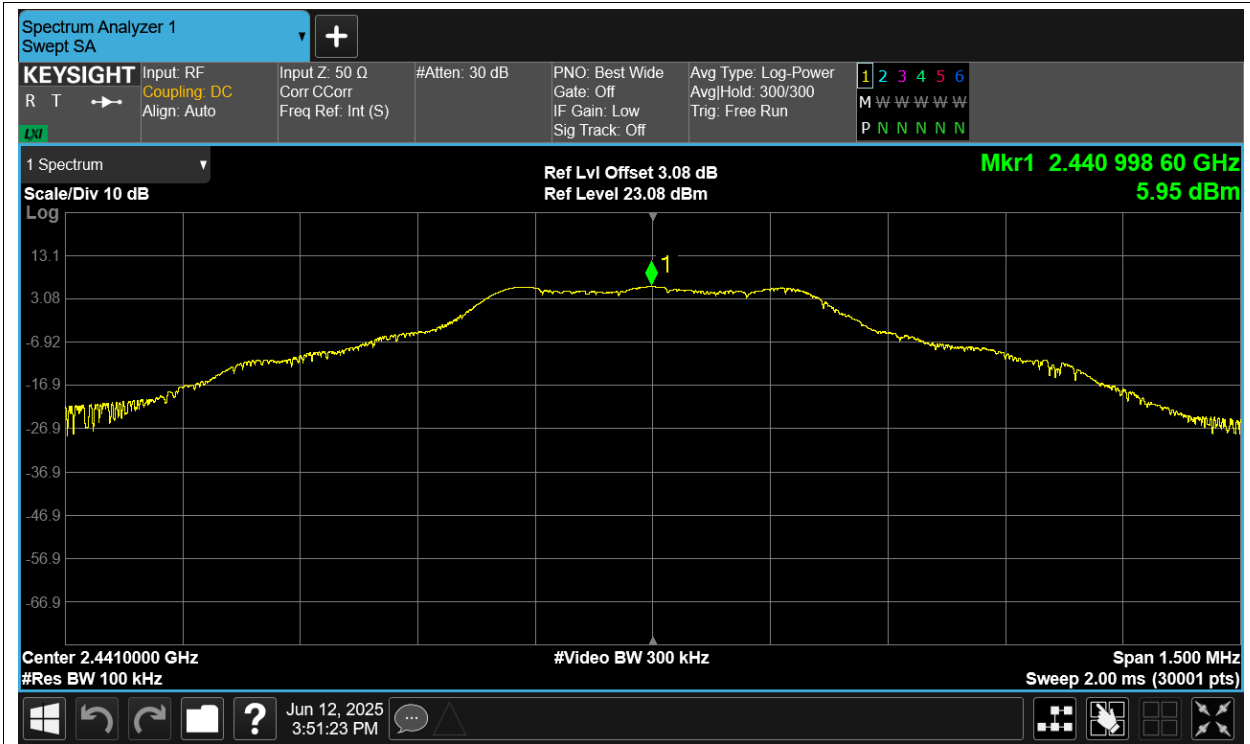 Spectrum Analyzer 1
Swept SA
KEYSIGHT
R T
LXI
Input: RF
Coupling: DC
Align: Auto
Input Z: 50 Ω
Corr CCorr
Freq Ref: Int (S)
#Atten: 30 dB
PNO: Best Wide
Gate: Off
IF Gain: Low
Sig Track: Off
Avg Type: Log-Power
Avg|Hold: 300/300
Trig: Free Run
1 2 3 4 5 6
M W W W W W
P N N N N N
1 Spectrum
Scale/Div 10 dB
Log
Ref Lvl Offset 3.08 dB
Ref Level 23.08 dBm
Mkr1 2.440 998 60 GHz
5.95 dBm
1
13.1
3.08
-6.92
-16.9
-26.9
-36.9
-46.9
-56.9
-66.9
Center 2.4410000 GHz
#Video BW 300 kHz
Span 1.500 MHz
#Res BW 100 kHz
Sweep 2.00 ms (30001 pts)
?
Jun 12, 2025
3:51:23 PM